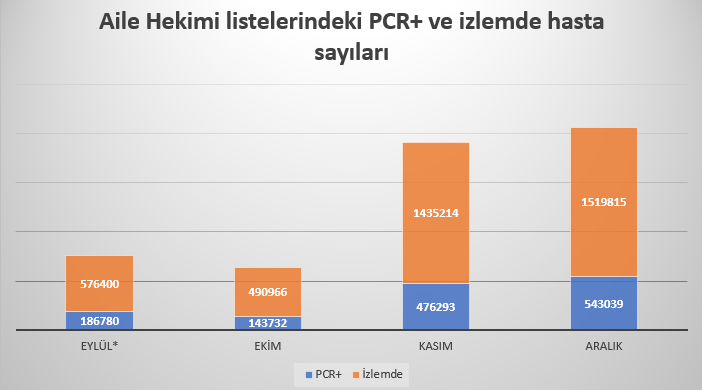 Aile Hekimi listelerindeki PCR+ ve izlemde hasta
sayıları
576400
186780
490966
143732
1435214
476293
1519815
543039
EYLÜL*
EKİM
KASIM
ARALIK
PCR+
İzlemde